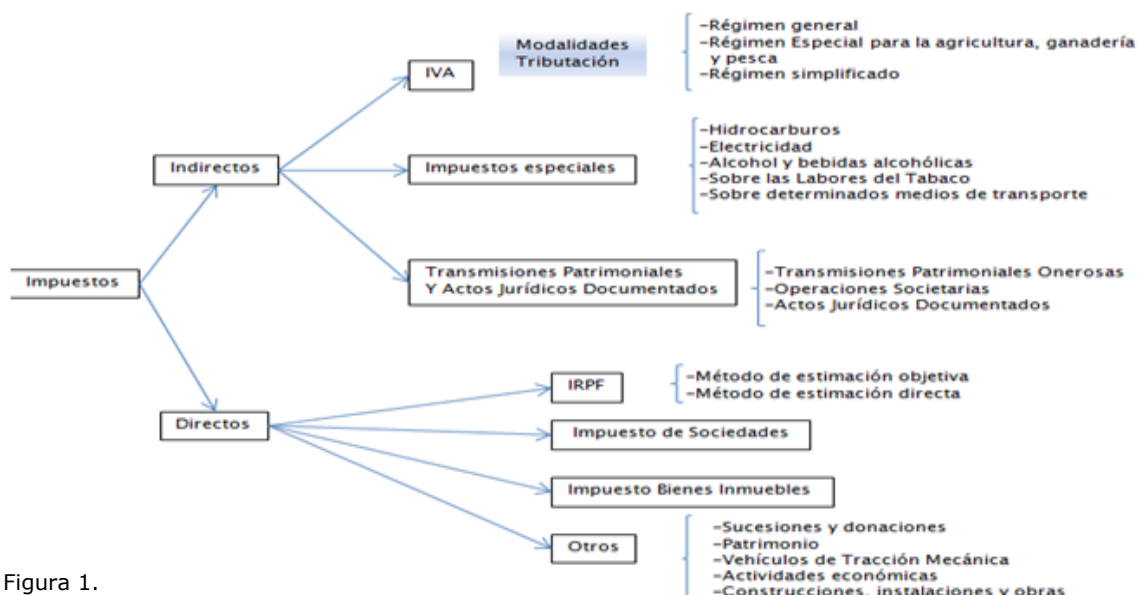 Impuestos
Indirectos
IVA
Modalidades
Tributación
-Régimen general
-Régimen Especial para la agricultura, ganadería
y pesca
-Régimen simplificado
Impuestos especiales
-Hidrocarburos
-Electricidad
-Alcohol y bebidas alcohólicas
-Sobre las Labores del Tabaco
-Sobre determinados medios de transporte
Transmisiones Patrimoniales
Y Actos Jurídicos Documentados
-Transmisiones Patrimoniales Onerosas
-Operaciones Societarias
-Actos Jurídicos Documentados
Directos
IRPF
-Método de estimación objetiva
-Método de estimación directa
Impuesto de Sociedades
Impuesto Bienes Inmuebles
Otros
-Sucesiones y donaciones
-Patrimonio
-Vehículos de Tracción Mecánica
-Actividades económicas
-Construcciones, instalaciones y obras
Figura 1.